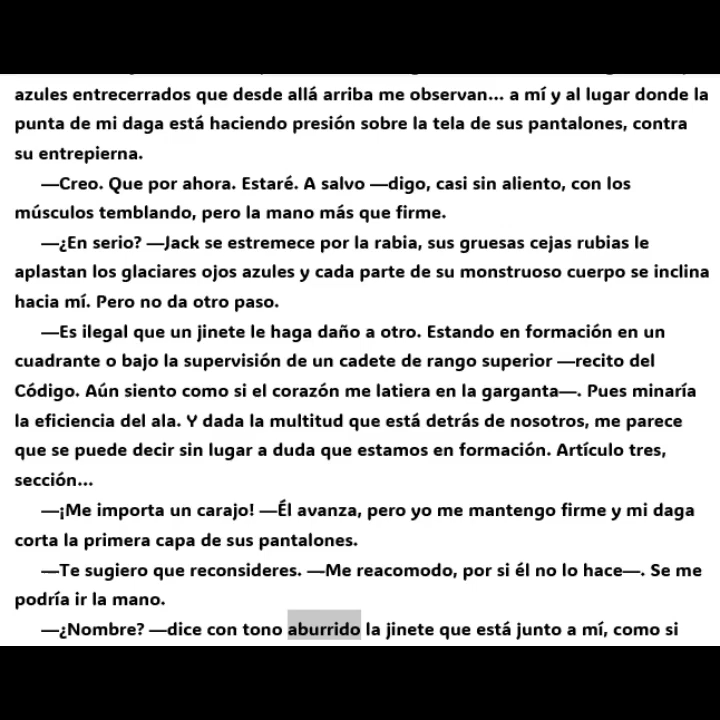 azules entrecerrados que desde allá arriba me observan... a mí y al lugar donde la
punta de mi daga está haciendo presión sobre la tela de sus pantalones, contra
su entrepierna.
—Creo. Que por ahora. Estaré. A salvo —digo, casi sin aliento, con los
músculos temblando, pero la mano más que firme.
—¿En serio? —Jack se estremece por la rabia, sus gruesas cejas rubias le
aplastan los glaciares ojos azules y cada parte de su monstruoso cuerpo se inclina
hacia mí. Pero no da otro paso.
—Es ilegal que un jinete le haga daño a otro. Estando en formación en un
cuadrante o bajo la supervisión de un cadete de rango superior —recito del
Código. Aún siento como si el corazón me latiera en la garganta—. Pues minaría
la eficiencia del ala. Y dada la multitud que está detrás de nosotros, me parece
que se puede decir sin lugar a duda que estamos en formación. Artículo tres,
sección...
—¡Me importa un carajo! —Él avanza, pero yo me mantengo firme y mi daga
corta la primera capa de sus pantalones.
—Te sugiero que reconsideres. —Me reacomodo, por si él no lo hace—. Se me
podría ir la mano.
—¿Nombre? —dice con tono aburrido la jinete que está junto a mí, como si